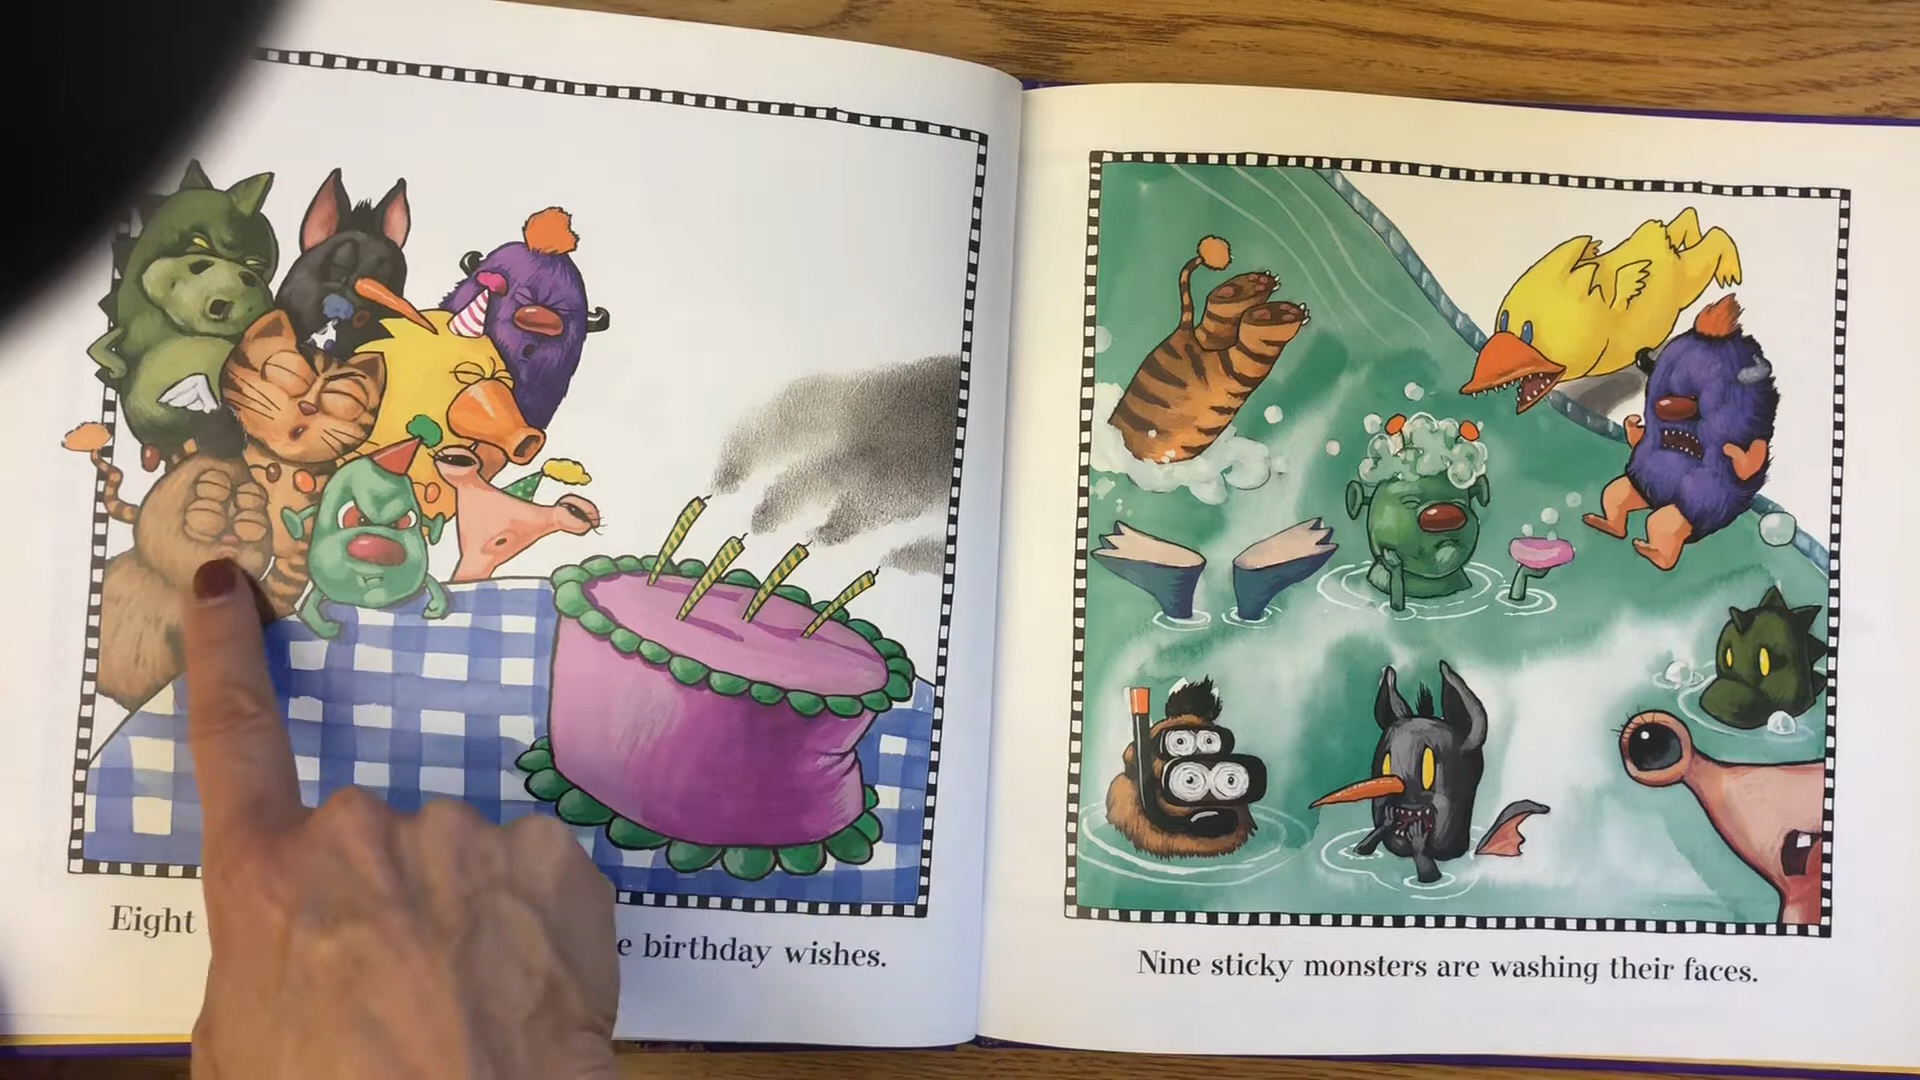 Eight
birthday wishes.
Nine sticky monsters are washing their faces.